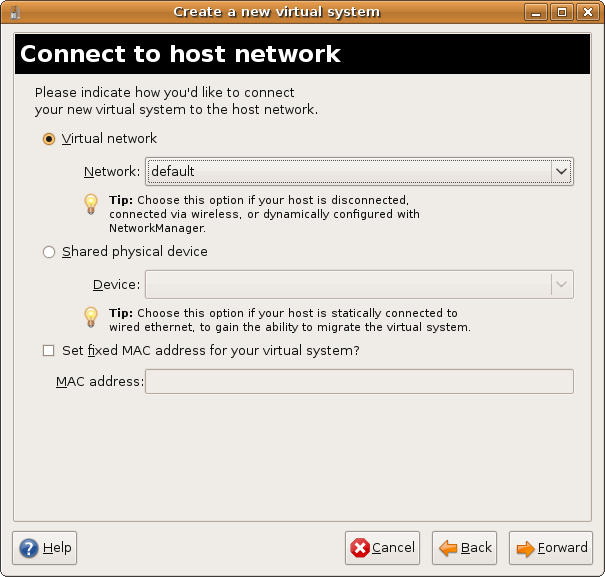 Create a new virtual system
Connect to host network
Please indicate how you'd like to connect
your new virtual system to the host network.
Virtual network
Network: default
Tip: Choose this option if your host is disconnected,
connected via wireless, or dynamically configured with
NetworkManager.
Shared physical device
Device:
Tip: Choose this option if your host is statically connected to
wired ethernet, to gain the ability to migrate the virtual system.
Set fixed MAC address for your virtual system?
MAC address:
Help Cancel Back Forward